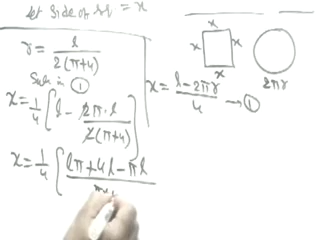 let side of sq = x
r = l / 2(π+4)
Sub in ①
x = 1/4 [ l - 2π·l / 2(π+4) ]
x = 1/4 [ lπ+4l-πl / π+
x
x x
x
2πr
x = l-2πr / 4 → ①